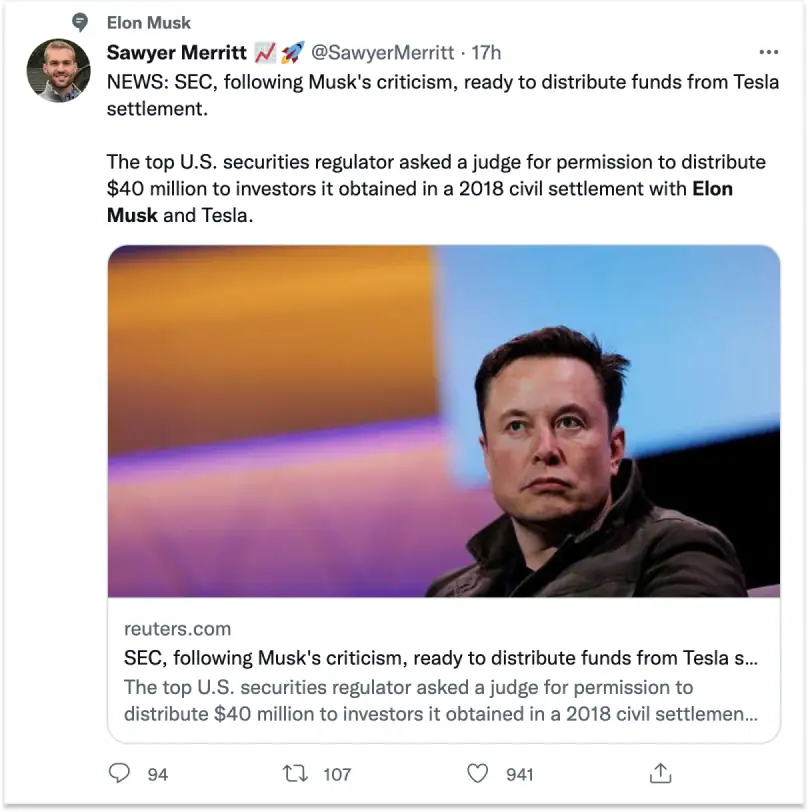 Elon Musk
Sawyer Merritt 📈🚀 @SawyerMerritt · 17h
NEWS: SEC, following Musk's criticism, ready to distribute funds from Tesla
settlement.
The top U.S. securities regulator asked a judge for permission to distribute
$40 million to investors it obtained in a 2018 civil settlement with Elon
Musk and Tesla.
reuters.com
SEC, following Musk's criticism, ready to distribute funds from Tesla s...
The top U.S. securities regulator asked a judge for permission to
distribute $40 million to investors it obtained in a 2018 civil settlemen...
94 107 941